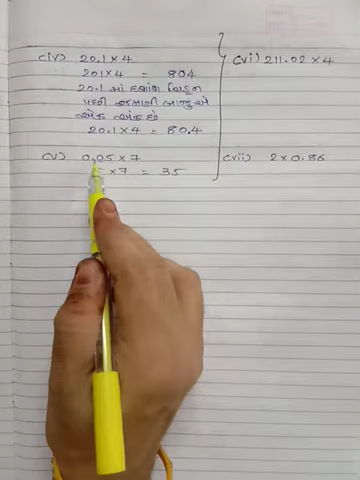 (iv) 20.1 × 4
201 × 4 = 804
20.1 માં દશાંશ ચિહ્ન
પછી જમણી બાજુએ
એક અંક છે
20.1 × 4 = 80.4
(v) 0.05 × 7
5 × 7 = 35
(vi) 211.02 × 4
(vii) 2 × 0.86